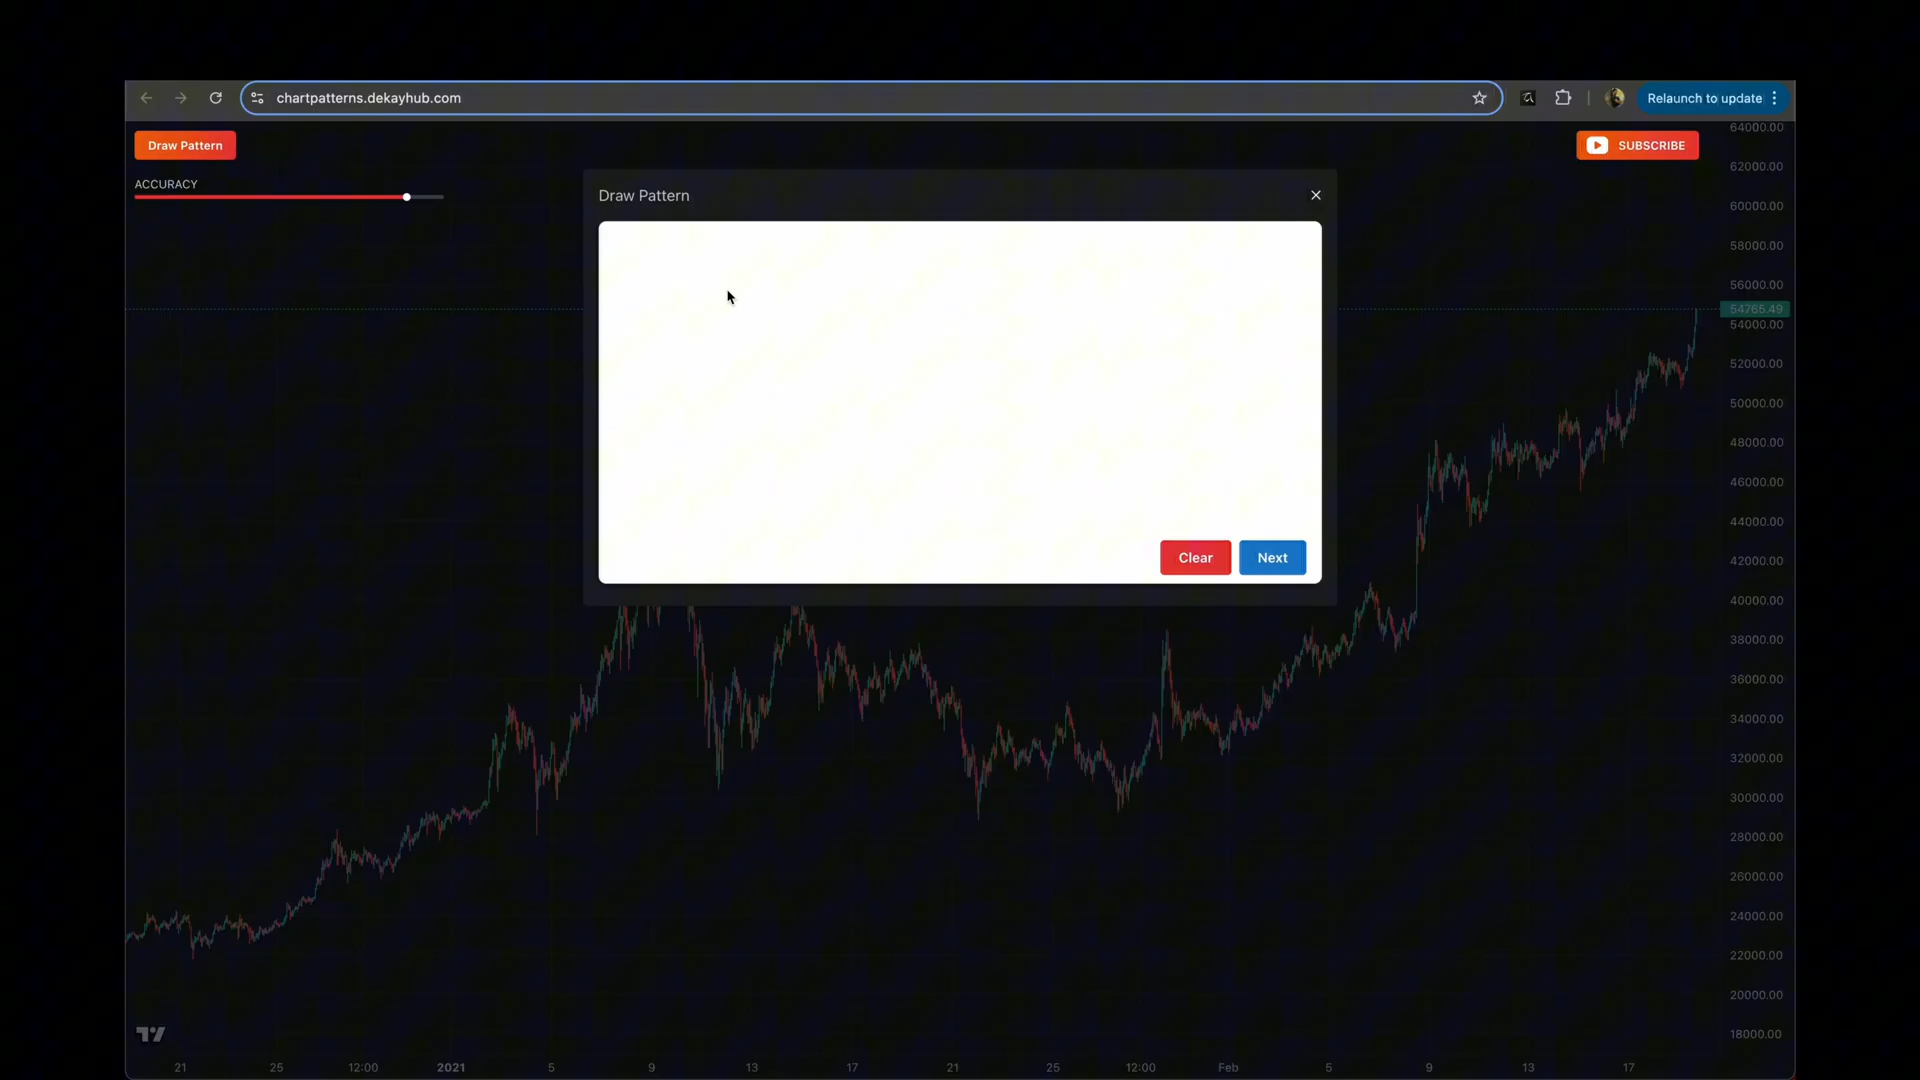 chartpatterns.dekayhub.com
Relaunch to update
Draw Pattern
SUBSCRIBE
ACCURACY
Draw Pattern
Clear
Next
64000.00
62000.00
60000.00
58000.00
56000.00
54765.49
54000.00
52000.00
50000.00
48000.00
46000.00
44000.00
42000.00
40000.00
38000.00
36000.00
34000.00
32000.00
30000.00
28000.00
26000.00
24000.00
22000.00
20000.00
18000.00
21 25 12:00 2021 5 9 13 17 21 25 12:00 Feb 5 9 13 17